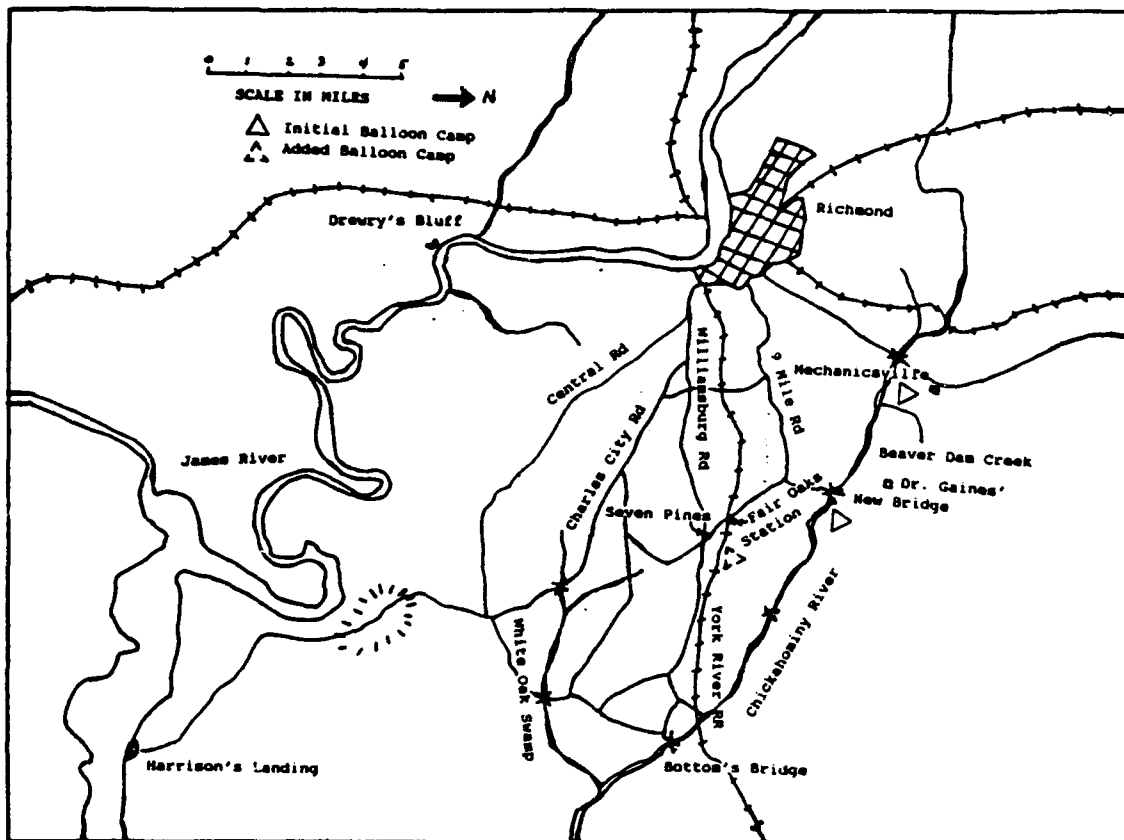 0 1 2 3 4 5
SCALE IN MILES
N
Initial Balloon Camp
Added Balloon Camp
Drewry's Bluff
Richmond
Central Rd
Williamsburg Rd
9 Mile Rd
Mechanicsville
Charles City Rd
James River
Beaver Dam Creek
Dr. Gaines'
New Bridge
Seven Pines
Fair Oaks
Station
White Oak Swamp
York River RR
Chickahominy River
Harrison's Landing
Bottom's Bridge